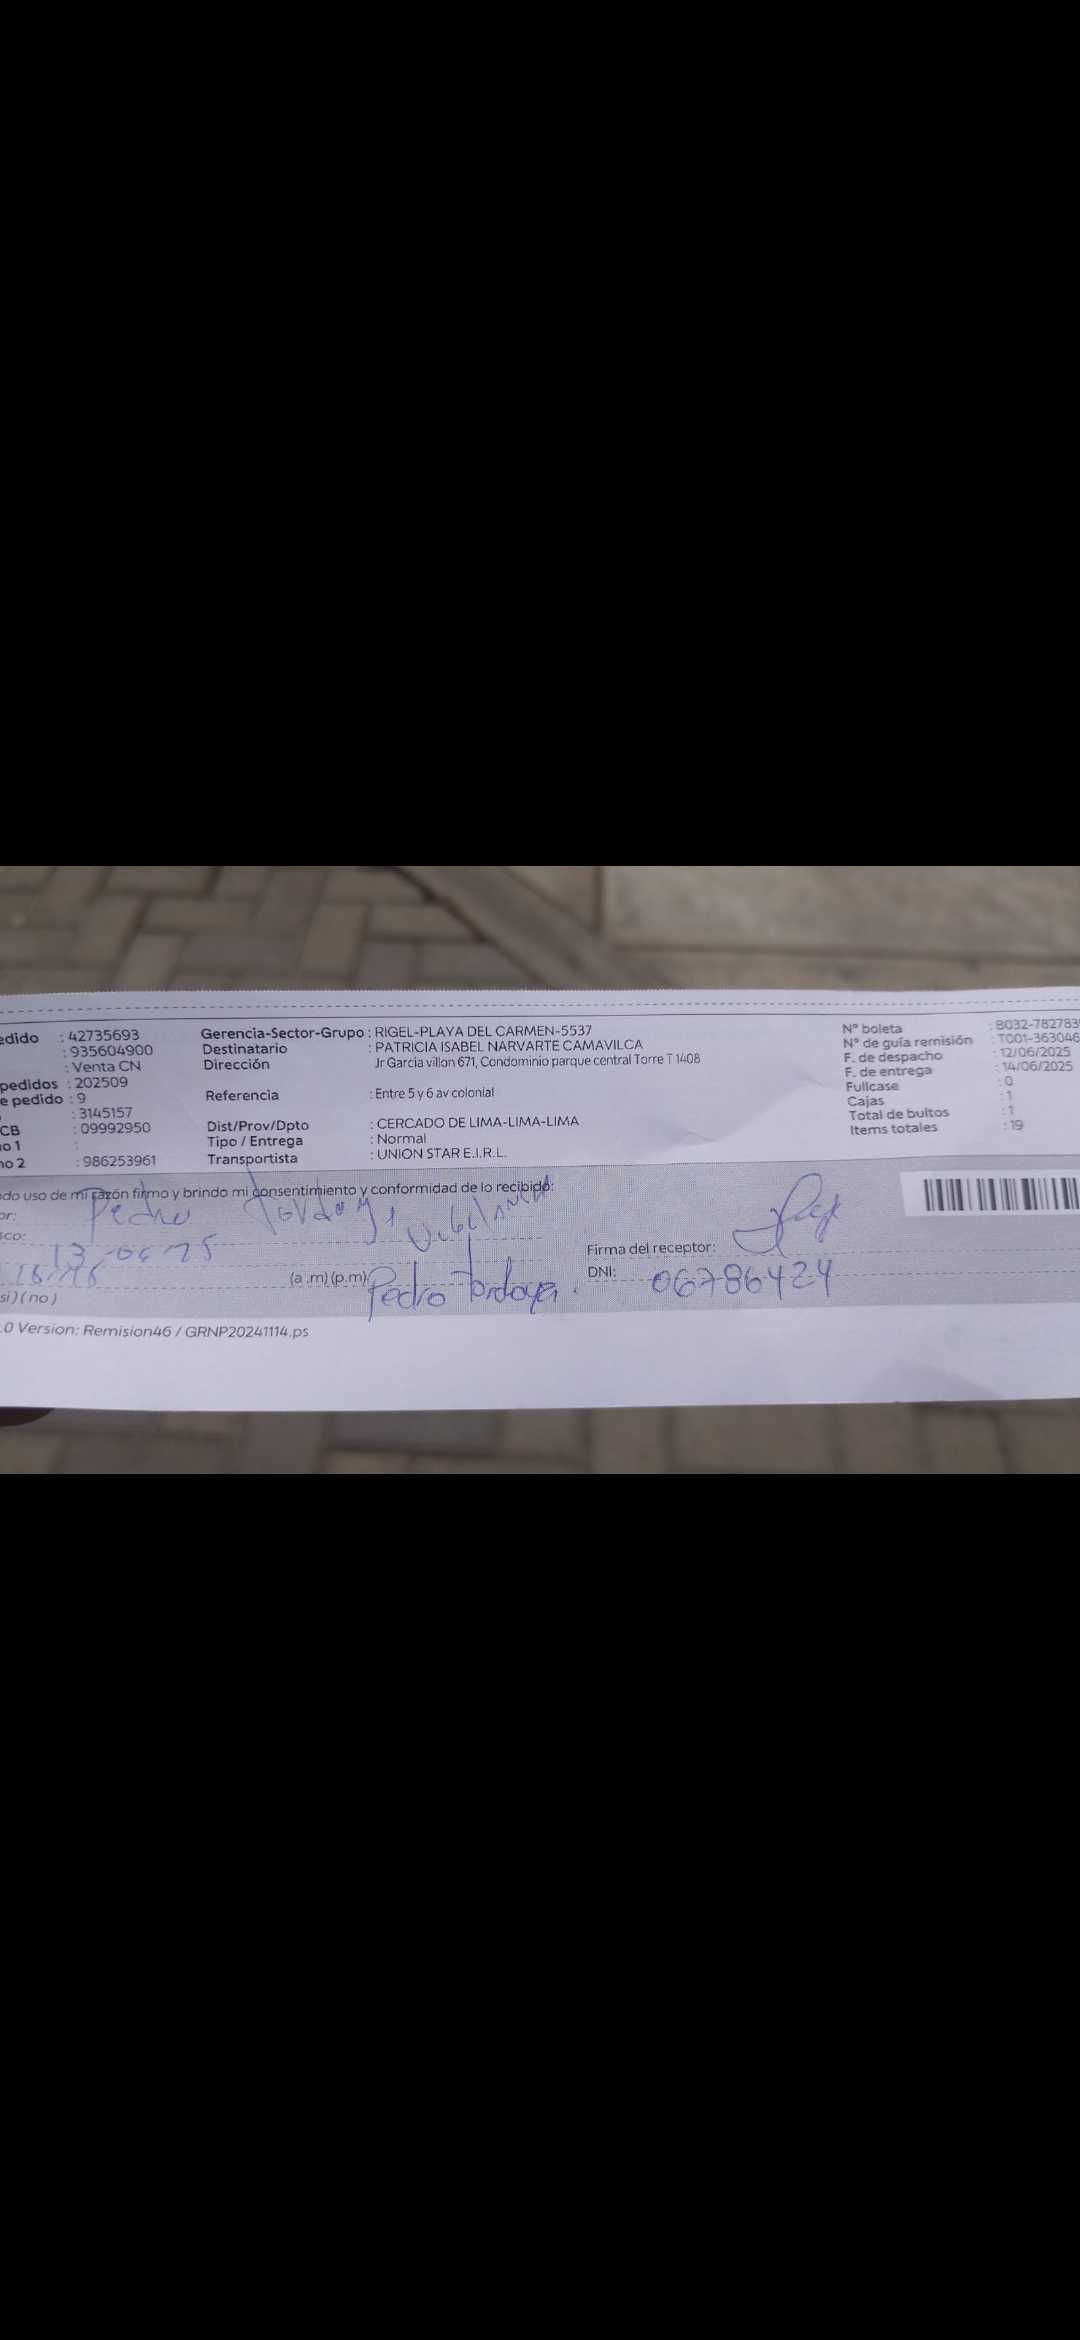 edido : 42735693
: 935604900
: Venta CN
pedidos : 202509
e pedido : 9
: 3145157
CB : 09992950
no 1 :
no 2 : 986253961
Gerencia-Sector-Grupo : RIGEL-PLAYA DEL CARMEN-5537
Destinatario : PATRICIA ISABEL NARVARTE CAMAVILCA
Dirección Jr Garcia villon 671, Condominio parque central Torre T 1408
Referencia : Entre 5 y 6 av colonial
Dist/Prov/Dpto : CERCADO DE LIMA-LIMA-LIMA
Tipo / Entrega : Normal
Transportista : UNION STAR E.I.R.L.
N° boleta : B032-782783
N° de guía remisión : T001-363046
F. de despacho : 12/06/2025
F. de entrega : 14/06/2025
Fullcase : 0
Cajas : 1
Total de bultos : 1
Items totales : 19
do uso de mi razón firmo y brindo mi consentimiento y conformidad de lo recibido:
or: Pedro Tordoya Vigilancia
sco:
13-06-25
(a.m) (p.m) Pedro Tordoya.
si) (no)
Firma del receptor:
DNI: 06786424
.0 Version: Remision46 / GRNP20241114.ps